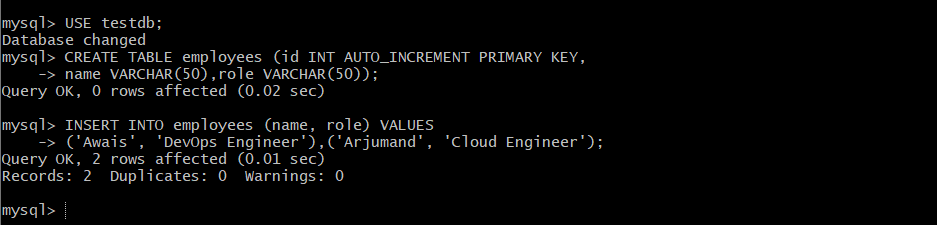 mysql> USE testdb;
Database changed
mysql> CREATE TABLE employees (id INT AUTO_INCREMENT PRIMARY KEY,
    -> name VARCHAR(50),role VARCHAR(50));
Query OK, 0 rows affected (0.02 sec)

mysql> INSERT INTO employees (name, role) VALUES
    -> ('Awais', 'DevOps Engineer'),('Arjumand', 'Cloud Engineer');
Query OK, 2 rows affected (0.01 sec)
Records: 2  Duplicates: 0  Warnings: 0

mysql>